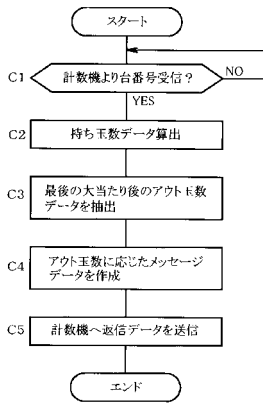 スタート
C1 計数機より台番号受信? NO
YES
C2 持ち玉数データ算出
C3 最後の大当たり後のアウト玉数
データを抽出
C4 アウト玉数に応じたメッセージ
データを作成
C5 計数機へ返信データを送信
エンド